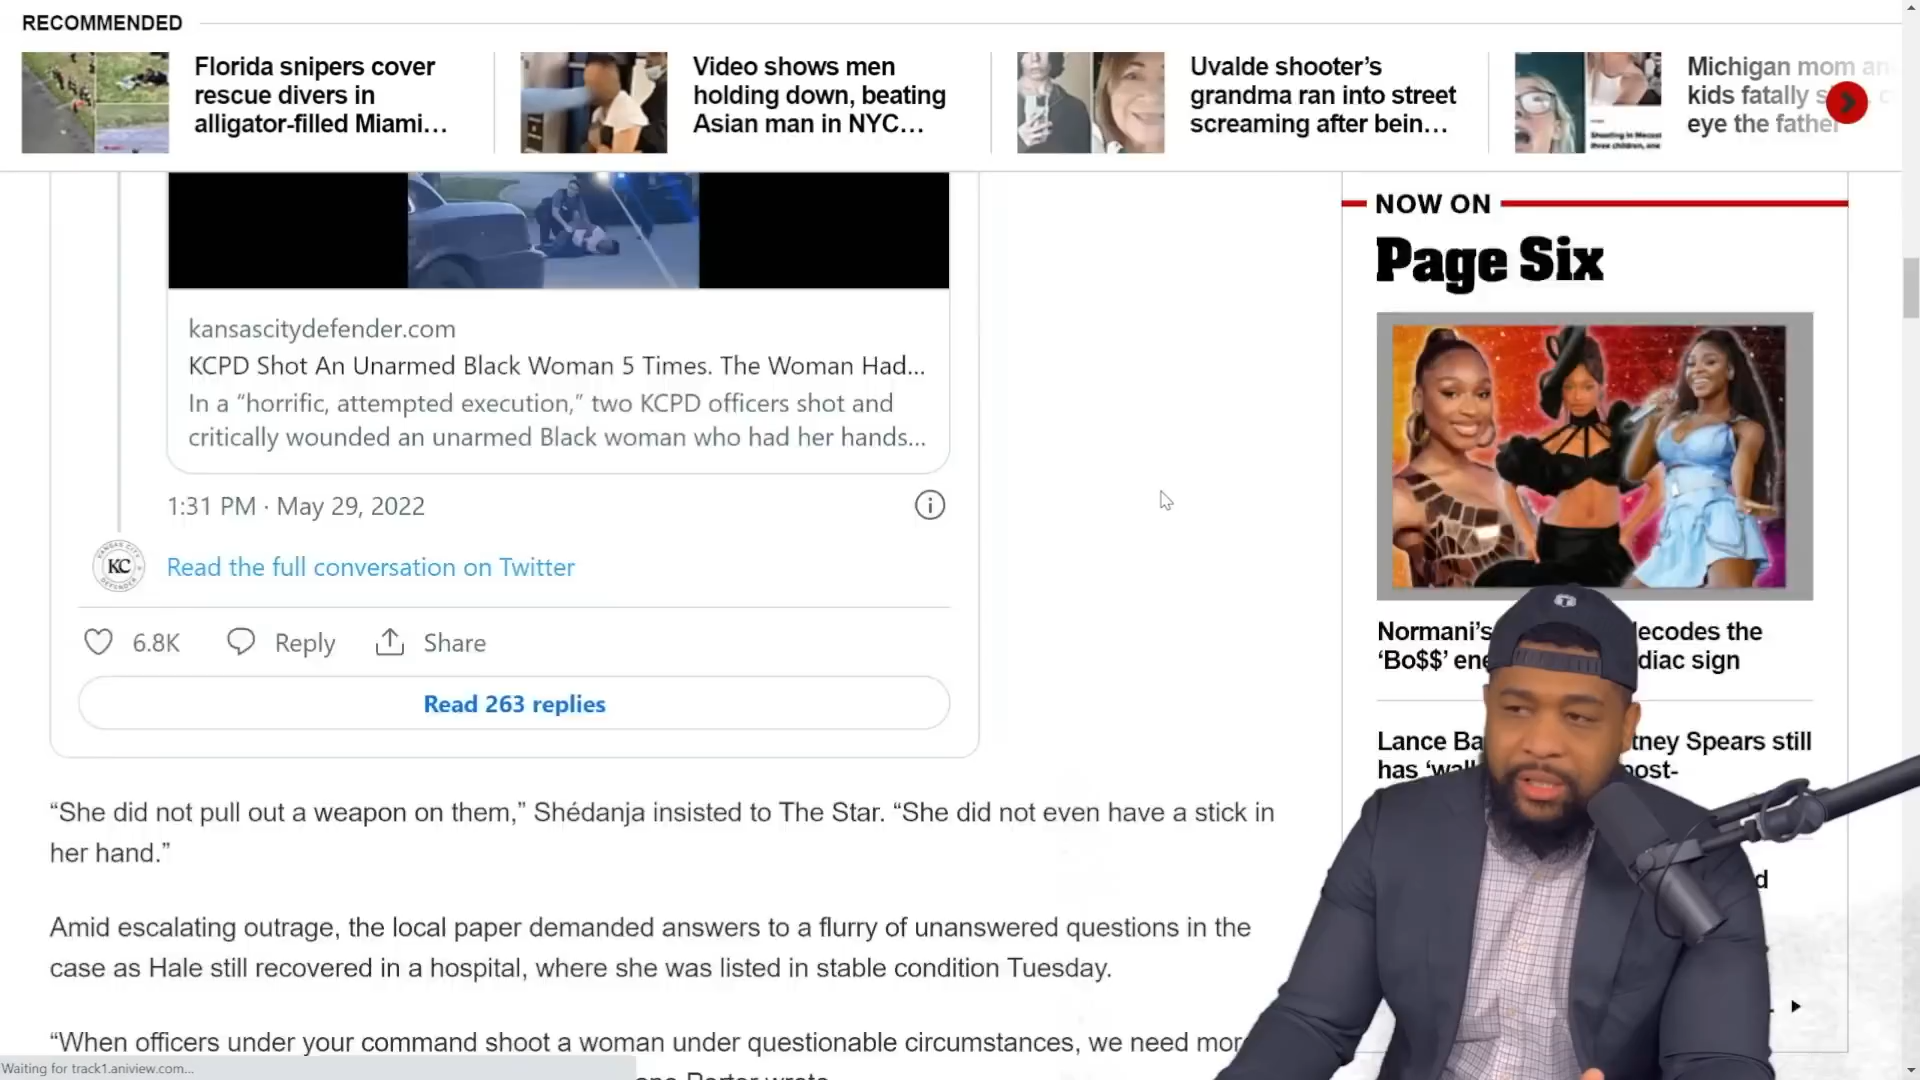 RECOMMENDED
Florida snipers cover
rescue divers in
alligator-filled Miami…
Video shows men
holding down, beating
Asian man in NYC…
Uvalde shooter’s
grandma ran into street
screaming after bein…
Michigan mom an
kids fatally
eye the father
kansascitydefender.com
KCPD Shot An Unarmed Black Woman 5 Times. The Woman Had...
In a “horrific, attempted execution,” two KCPD officers shot and
critically wounded an unarmed Black woman who had her hands...
1:31 PM · May 29, 2022
KC
Read the full conversation on Twitter
6.8K
Reply
Share
Read 263 replies
“She did not pull out a weapon on them,” Shédanja insisted to The Star. “She did not even have a stick in
her hand.”
Amid escalating outrage, the local paper demanded answers to a flurry of unanswered questions in the
case as Hale still recovered in a hospital, where she was listed in stable condition Tuesday.
“When officers under your command shoot a woman under questionable circumstances, we need mor
Porter wrote
Waiting for track1.aniview.com...
NOW ON
Page Six
Normani’s ecodes the
‘Bo$$’ ene diac sign
Lance Ba tney Spears still
has ‘wal post-
d